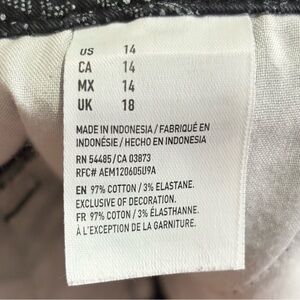 US 14
CA 14
MX 14
UK 18
MADE IN INDONESIA / FABRIQUÉ EN
INDONÉSIE / HECHO EN INDONESIA
RN 54485/CA 03873
RFC# AEM120605U9A
EN 97% COTTON / 3% ELASTANE.
EXCLUSIVE OF DECORATION.
FR 97% COTON / 3% ÉLASTHANNE.
À L'EXCEPTION DE LA GARNITURE.